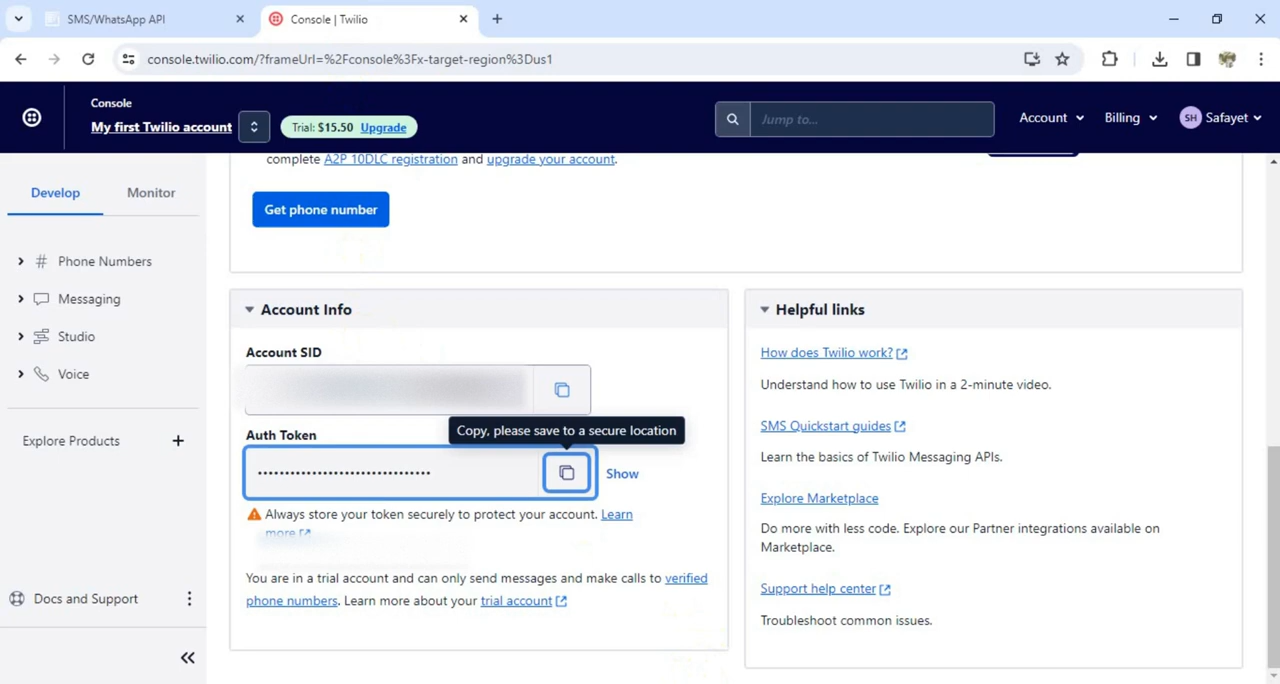 SMS/WhatsApp API
Console | Twilio
console.twilio.com/?frameUrl=%2Fconsole%3Fx-target-region%3Dus1
Console
My first Twilio account
Trial: $15.50 Upgrade
Jump to...
Account
Billing
SH Safayet
Develop
Monitor
Phone Numbers
Messaging
Studio
Voice
Explore Products
Docs and Support
complete A2P 10DLC registration and upgrade your account.
Get phone number
Account Info
Account SID
Auth Token
Copy, please save to a secure location
•••••••••••••••••••••••••••••••• Show
Always store your token securely to protect your account. Learn
more
You are in a trial account and can only send messages and make calls to verified
phone numbers. Learn more about your trial account
Helpful links
How does Twilio work?
Understand how to use Twilio in a 2-minute video.
SMS Quickstart guides
Learn the basics of Twilio Messaging APIs.
Explore Marketplace
Do more with less code. Explore our Partner integrations available on
Marketplace.
Support help center
Troubleshoot common issues.